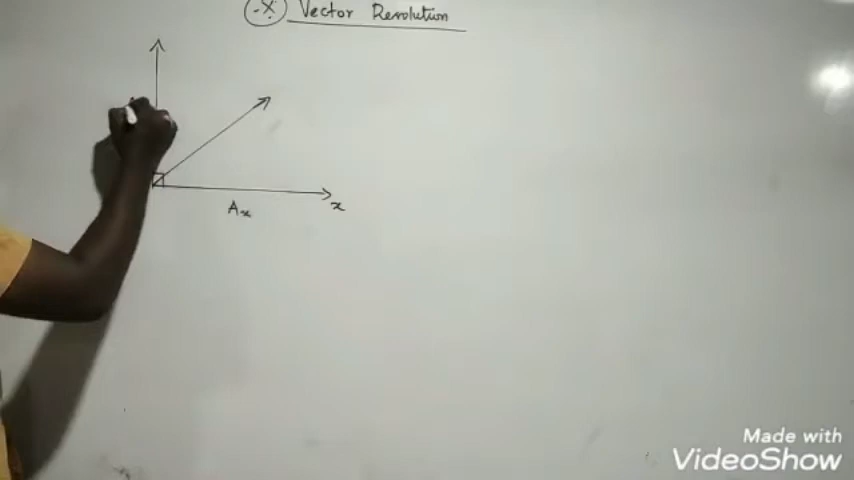 ·X· Vector Resolution
Aₓ
x
Made with
VideoShow